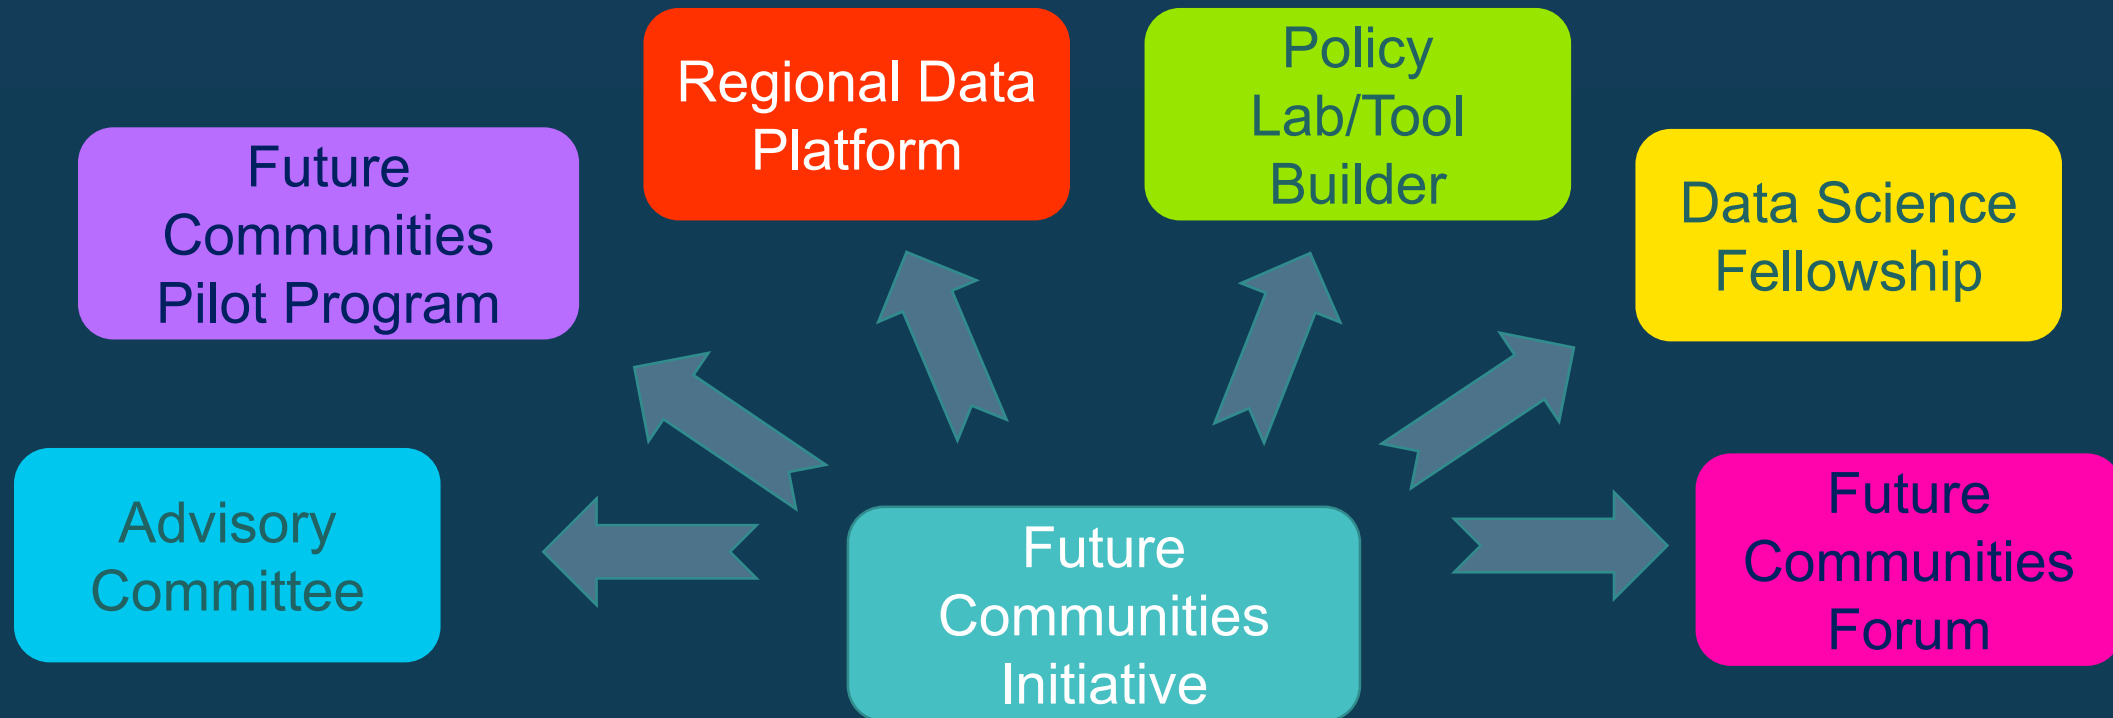 Regional Data
Platform
Policy
Lab/Tool
Builder
Future
Communities
Pilot Program
Data Science
Fellowship
Advisory
Committee
Future
Communities
Initiative
Future
Communities
Forum